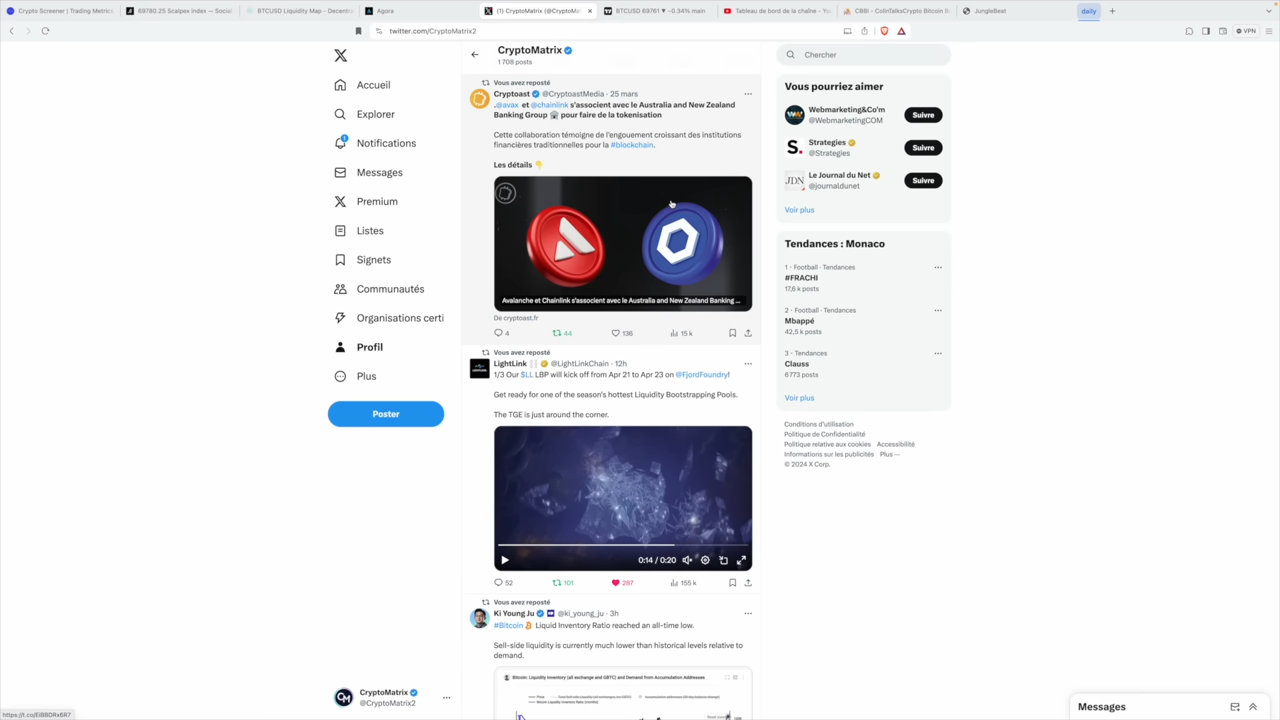 Crypto Screener | Trading Metrics
69780.25 Scalpex index — Social
BTCUSD Liquidity Map - Decentr
Agora
(1) CryptoMatrix (@CryptoMat
BTCUSD 69761 ▼ −0.34% main
Tableau de bord de la chaîne - Yo
CBBI - ColinTalksCrypto Bitcoin
JungleBeat
daily
twitter.com/CryptoMatrix2
VPN
Accueil
Explorer
1
Notifications
Messages
Premium
Listes
Signets
Communautés
Organisations certi
Profil
Plus
Poster
CryptoMatrix
@CryptoMatrix2
https://t.co/EiBBDRx6R7
CryptoMatrix
1 708 posts
Vous avez reposté
Cryptoast @CryptoastMedia · 25 mars
.@avax et @chainlink s'associent avec le Australia and New Zealand
Banking Group 🏦 pour faire de la tokenisation
Cette collaboration témoigne de l'engouement croissant des institutions
financières traditionnelles pour la #blockchain.
Les détails 👇
Avalanche et Chainlink s'associent avec le Australia and New Zealand Banking ...
De cryptoast.fr
4 44 136 15 k
Vous avez reposté
LightLink @LightLinkChain · 12h
1/3 Our $LL LBP will kick off from Apr 21 to Apr 23 on @FjordFoundry!
Get ready for one of the season's hottest Liquidity Bootstrapping Pools.
The TGE is just around the corner.
0:14 / 0:20
52 101 287 155 k
Vous avez reposté
Ki Young Ju @ki_young_ju · 3h
#Bitcoin Liquid Inventory Ratio reached an all-time low.
Sell-side liquidity is currently much lower than historical levels relative to
demand.
Bitcoin: Liquidity Inventory (all exchange and GBTC) and Demand from Accumulation Addresses
Chercher
Vous pourriez aimer
Webmarketing&Co'm
@WebmarketingCOM
Suivre
Strategies
@Strategies
Suivre
JDN
Le Journal du Net
@journaldunet
Suivre
Voir plus
Tendances : Monaco
1 · Football · Tendances
#FRACHI
17,6 k posts
2 · Football · Tendances
Mbappé
42,5 k posts
3 · Tendances
Clauss
6 773 posts
Voir plus
Conditions d'utilisation
Politique de Confidentialité
Politique relative aux cookies Accessibilité
Informations sur les publicités Plus
© 2024 X Corp.
Messages